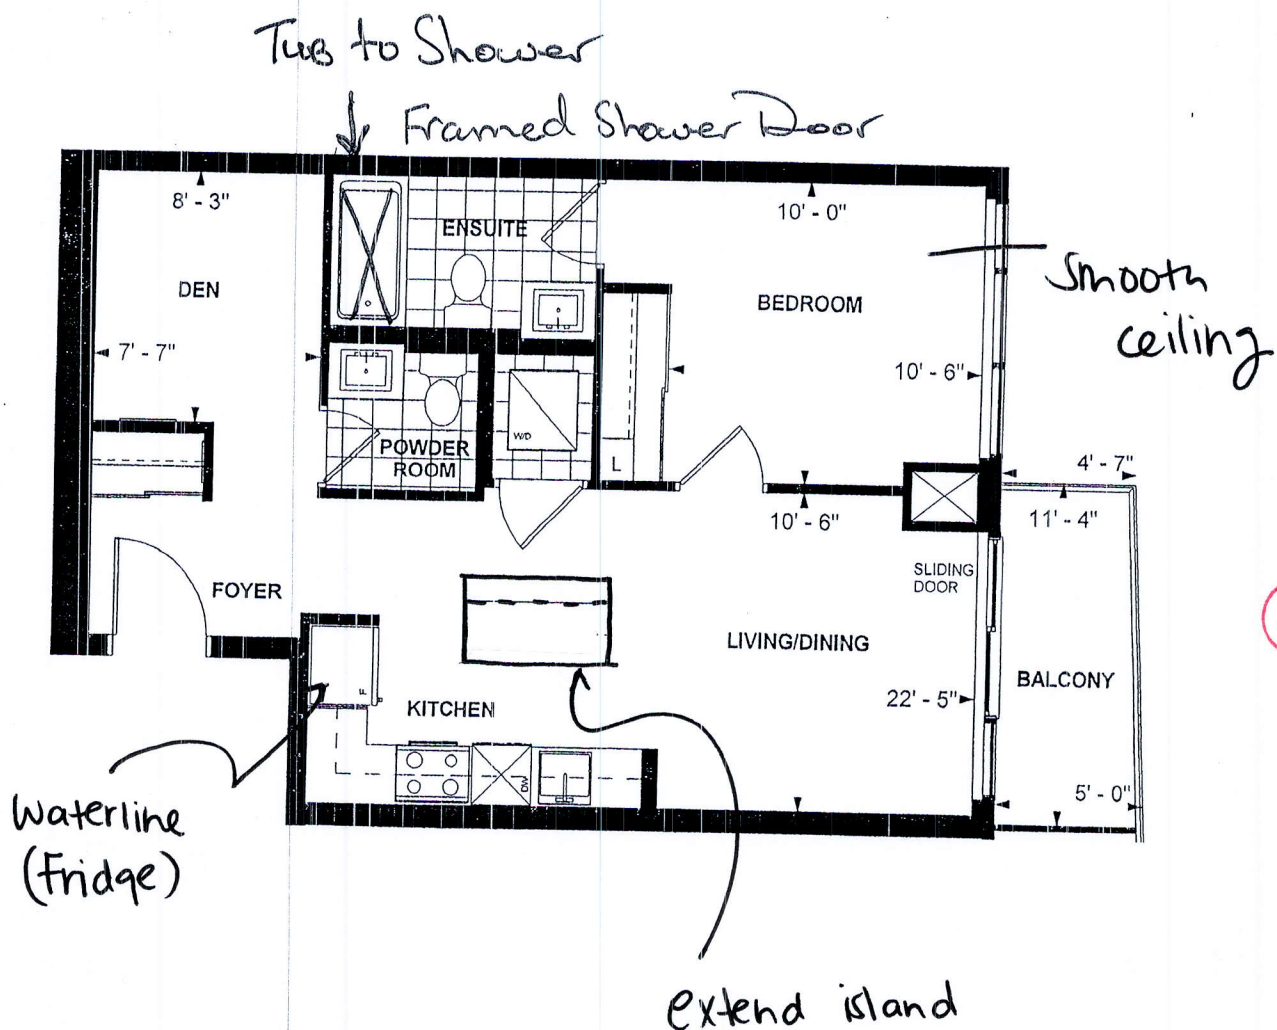 Tub to Shower
Framed Shower Door
8' - 3"
10' - 0"
ENSUITE
smooth
ceiling
DEN
BEDROOM
7' - 7"
10' - 6"
POWDER
ROOM
W/D
L
4' - 7"
10' - 6"
11' - 4"
SLIDING
DOOR
FOYER
LIVING/DINING
BALCONY
F
22' - 5"
KITCHEN
DW
5' - 0"
waterline
(Fridge)
extend island